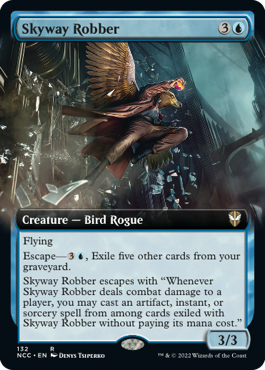 Skyway Robber 3
Creature — Bird Rogue
Flying
Escape—3, Exile five other cards from your
graveyard.
Skyway Robber escapes with “Whenever
Skyway Robber deals combat damage to a
player, you may cast an artifact, instant, or
sorcery spell from among cards exiled with
Skyway Robber without paying its mana cost.”
3/3
132 R
NCC • EN DENYS TSIPERKO
™ & © 2022 Wizards of the Coast